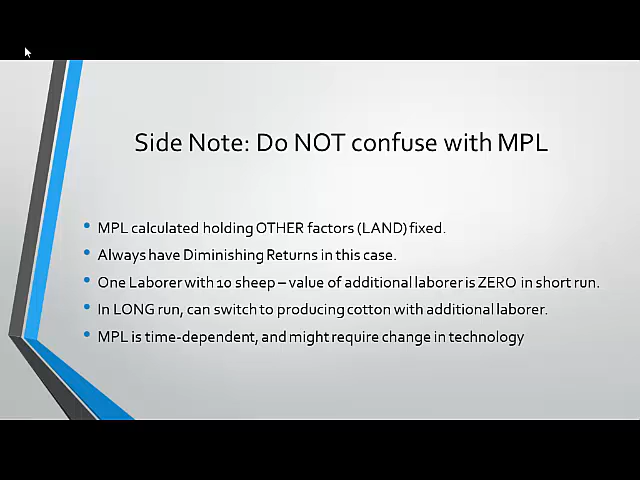 Side Note: Do NOT confuse with MPL
MPL calculated holding OTHER factors (LAND) fixed.
Always have Diminishing Returns in this case.
One Laborer with 10 sheep – value of additional laborer is ZERO in short run.
In LONG run, can switch to producing cotton with additional laborer.
MPL is time-dependent, and might require change in technology